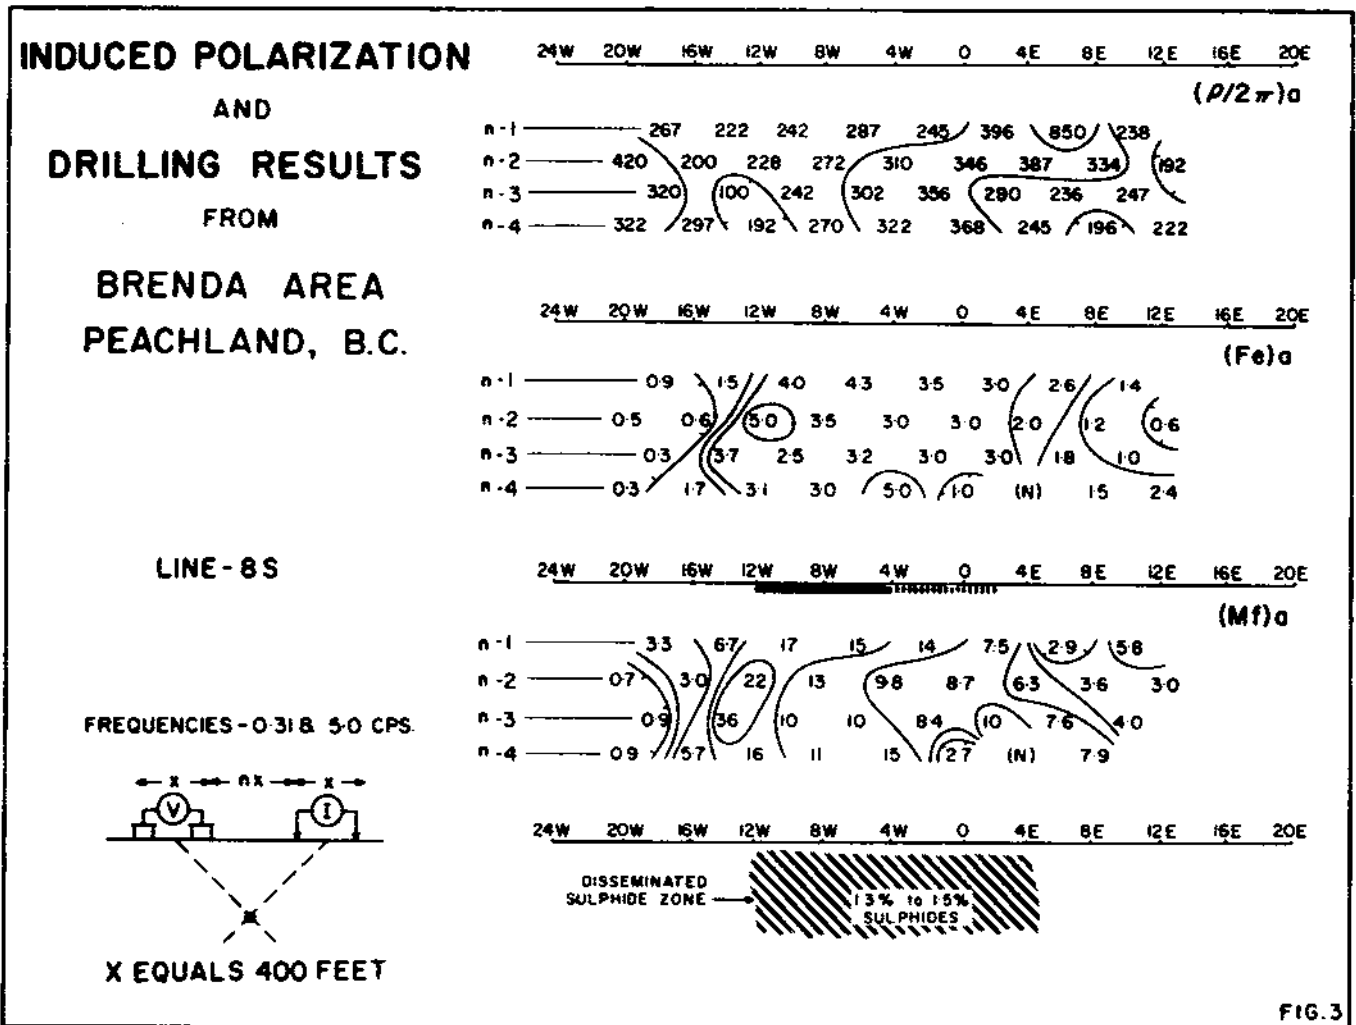 INDUCED POLARIZATION
AND
DRILLING RESULTS
FROM
BRENDA AREA
PEACHLAND, B.C.
LINE-8S
FREQUENCIES-0·31 & 5·0 CPS.
x nx x
V I
X EQUALS 400 FEET
24W 20W 16W 12W 8W 4W 0 4E 8E 12E 16E 20E
(ρ/2π)a
n-1 267 222 242 287 245 396 850 238
n-2 420 200 228 272 310 346 387 334 192
n-3 320 100 242 302 356 290 236 247
n-4 322 297 192 270 322 368 245 196 222
24W 20W 16W 12W 8W 4W 0 4E 8E 12E 16E 20E
(Fe)a
n-1 0·9 1·5 4·0 4·3 3·5 3·0 2·6 1·4
n-2 0·5 0·6 5·0 3·5 3·0 3·0 2·0 1·2 0·6
n-3 0·3 3·7 2·5 3·2 3·0 3·0 1·8 1·0
n-4 0·3 1·7 3·1 3·0 5·0 1·0 (N) 1·5 2·4
24W 20W 16W 12W 8W 4W 0 4E 8E 12E 16E 20E
(Mf)a
n-1 3·3 6·7 17 15 14 7·5 2·9 5·8
n-2 0·7 3·0 22 13 9·8 8·7 6·3 3·6 3·0
n-3 0·9 36 10 10 8·4 10 7·6 4·0
n-4 0·9 5·7 16 11 15 2·7 (N) 7·9
24W 20W 16W 12W 8W 4W 0 4E 8E 12E 16E 20E
DISSEMINATED
SULPHIDE ZONE
1·3% to 1·5%
SULPHIDES
FIG.3